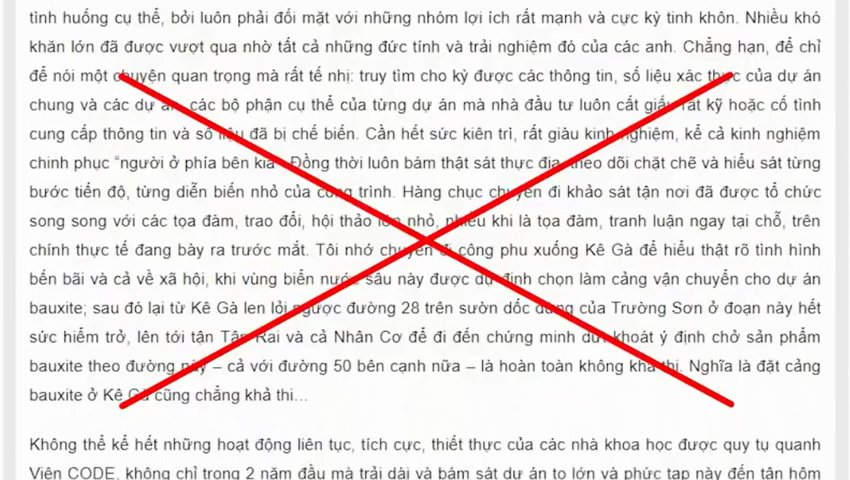 tình huống cụ thể, bởi luôn phải đối mặt với những nhóm lợi ích rất mạnh và cực kỳ tinh khôn. Nhiều khó
khăn lớn đã được vượt qua nhờ tất cả những đức tính và trải nghiệm đó của các anh. Chẳng hạn, để chỉ
để nói một chuyện quan trọng mà rất tế nhị: truy tìm cho kỳ được các thông tin, số liệu xác thực của dự án
chung và các dự án, các bộ phận cụ thể của từng dự án mà nhà đầu tư luôn cất giấu rất kỹ hoặc cố tình
cung cấp thông tin và số liệu đã bị chế biến. Cần hết sức kiên trì, rất giàu kinh nghiệm, kể cả kinh nghiệm
chinh phục “người ở phía bên kia”. Đồng thời luôn bám thật sát thực địa, theo dõi chặt chẽ và hiểu sát từng
bước tiến độ, từng diễn biến nhỏ của công trình. Hàng chục chuyến đi khảo sát tận nơi đã được tổ chức
song song với các tọa đàm, trao đổi, hội thảo lớn nhỏ, nhiều khi là tọa đàm, tranh luận ngay tại chỗ, trên
chính thực tế đang bày ra trước mắt. Tôi nhớ chuyến đi công phu xuống Kê Gà để hiểu thật rõ tình hình
bến bãi và cả về xã hội, khi vùng biển nước sâu này được dự định chọn làm cảng vận chuyển cho dự án
bauxite; sau đó lại từ Kê Gà len lỏi ngược đường 28 trên sườn dốc đứng của Trường Sơn ở đoạn này hết
sức hiểm trở, lên tới tận Tân Rai và cả Nhân Cơ để đi đến chứng minh dứt khoát ý định chở sản phẩm
bauxite theo đường này – cả với đường 50 bên cạnh nữa – là hoàn toàn không khả thi. Nghĩa là đặt cảng
bauxite ở Kê Gà cũng chẳng khả thi...
Không thể kể hết những hoạt động liên tục, tích cực, thiết thực của các nhà khoa học được quy tụ quanh
Viện CODE, không chỉ trong 2 năm đầu mà trải dài và bám sát dự án to lớn và phức tạp này đến tận hôm